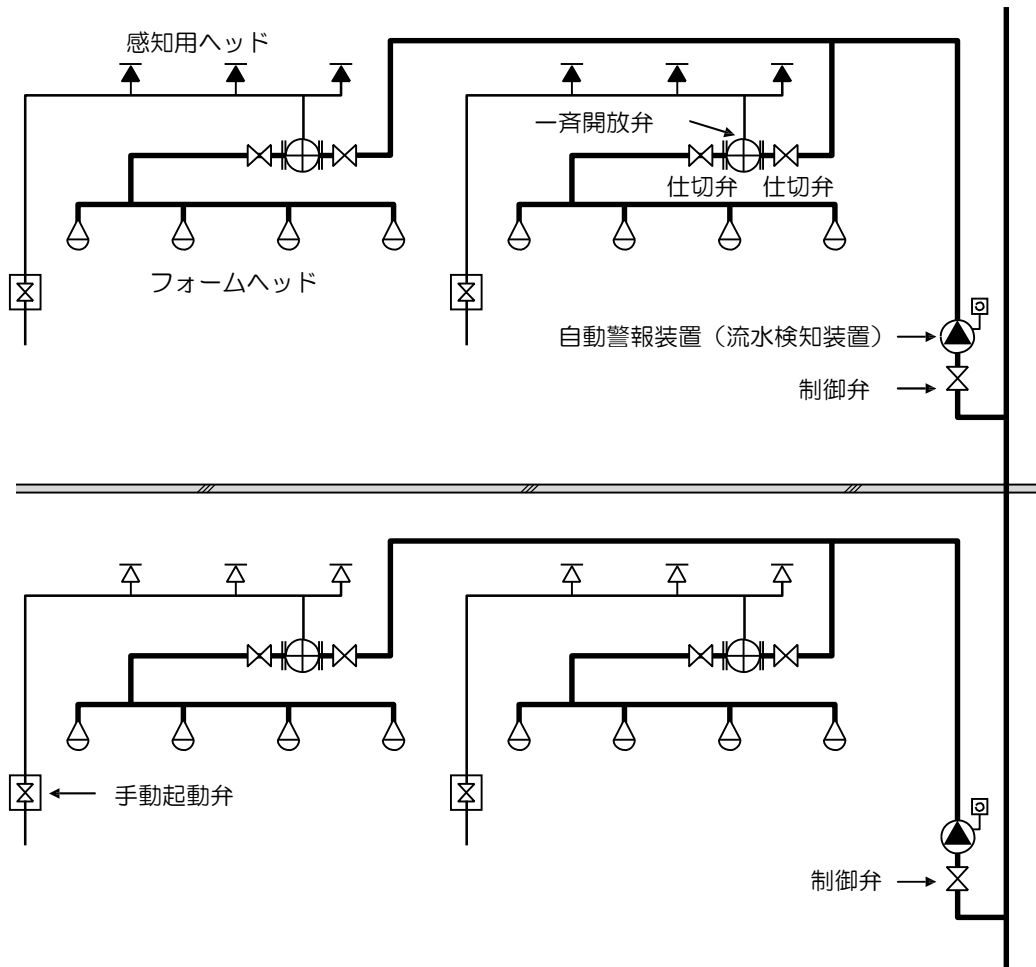 感知用ヘッド
一斉開放弁
仕切弁
仕切弁
フォームヘッド
自動警報装置（流水検知装置）
制御弁
手動起動弁
制御弁